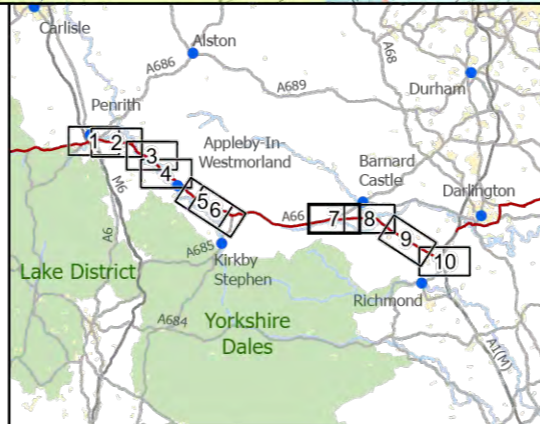 Carlisle
Alston
A68
A686
A689
Durham
Penrith
1
2
3
4
5
6
Appleby-In
Westmorland
Barnard
Castle
Darlington
M6
A6
A66
7
8
9
10
A685
Kirkby
Stephen
Lake District
Richmond
A684
Yorkshire
Dales
A1(M)